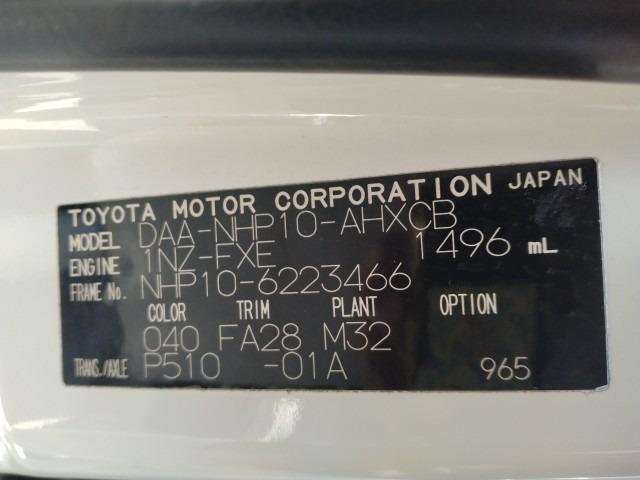 TOYOTA MOTOR CORPORATION JAPAN
MODEL DAA-NHP10-AHXCB
ENGINE 1NZ-FXE 1496 mL
FRAME No. NHP10-6223466
COLOR TRIM PLANT OPTION
040 FA28 M32
TRANS./AXLE P510 -01A 965